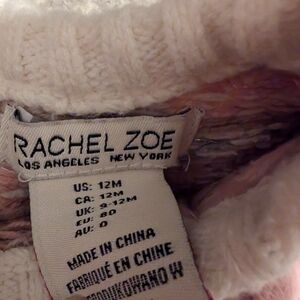 RACHEL ZOE
LOS ANGELES NEW YORK
US: 12M
CA: 12M
UK: 9-12M
EU: 80
AU: 0
MADE IN CHINA
FABRIQUÉ EN CHINE
WYPRODUKOWANO W